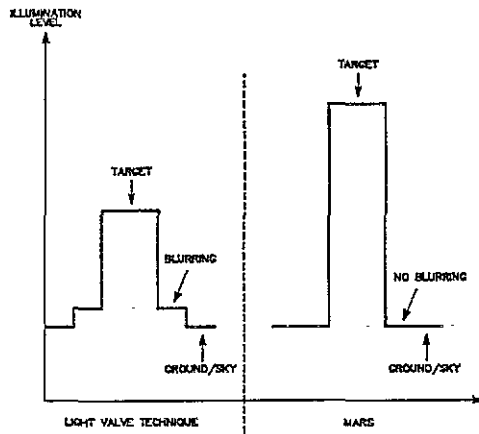 ILLUMINATION
LEVEL
TARGET
TARGET
BLURRING
NO BLURRING
GROUND/SKY
GROUND/SKY
LIGHT VALVE TECHNIQUE
MARS